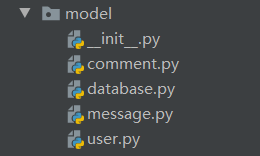 model
__init__.py
comment.py
database.py
message.py
user.py